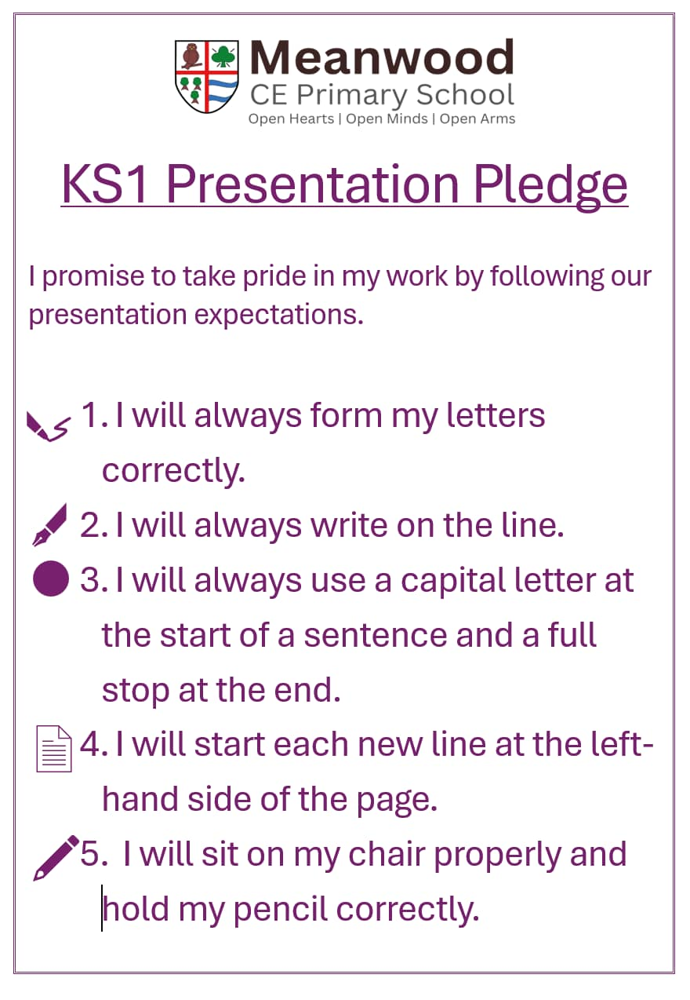 Meanwood
CE Primary School
Open Hearts | Open Minds | Open Arms
KS1 Presentation Pledge
I promise to take pride in my work by following our
presentation expectations.
1. I will always form my letters
correctly.
2. I will always write on the line.
3. I will always use a capital letter at
the start of a sentence and a full
stop at the end.
4. I will start each new line at the left-
hand side of the page.
5. I will sit on my chair properly and
hold my pencil correctly.